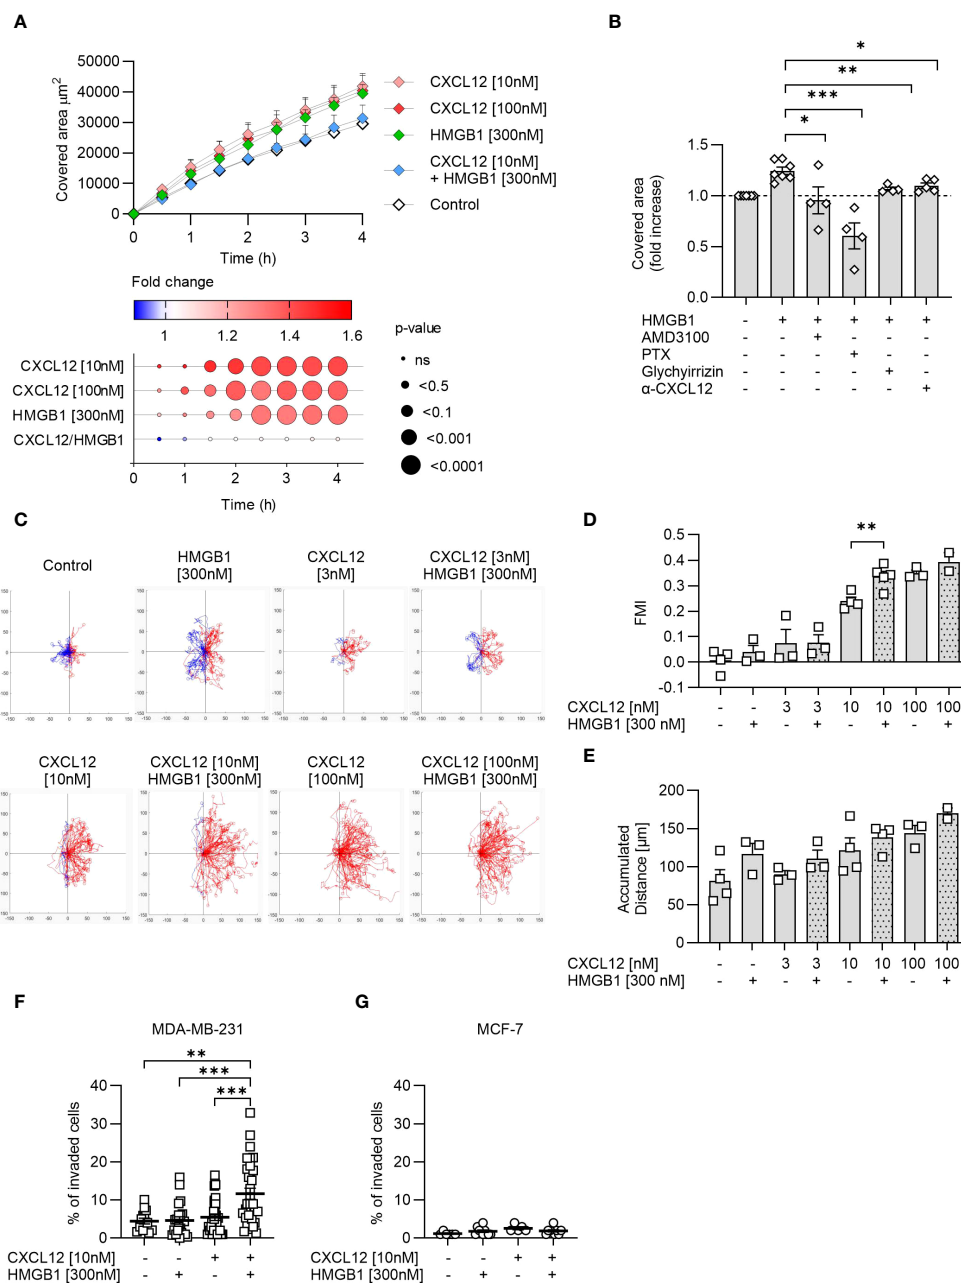 A
Covered area µm²
50000
40000
30000
20000
10000
0
0 1 2 3 4
Time (h)
CXCL12 [10nM]
CXCL12 [100nM]
HMGB1 [300nM]
CXCL12 [10nM]
+ HMGB1 [300nM]
Control
Fold change
1 1.2 1.4 1.6
CXCL12 [10nM]
CXCL12 [100nM]
HMGB1 [300nM]
CXCL12/HMGB1
0 1 2 3 4
Time (h)
p-value
ns
<0.5
<0.1
<0.001
<0.0001
B
*
**
***
*
Covered area
(fold increase)
1.5
1.0
0.5
0.0
HMGB1 - + + + + +
AMD3100 +
PTX +
Glychyirrizin +
α-CXCL12 +
C
Control
HMGB1
[300nM]
CXCL12
[3nM]
CXCL12 [3nM]
HMGB1 [300nM]
CXCL12
[10nM]
CXCL12 [10nM]
HMGB1 [300nM]
CXCL12
[100nM]
CXCL12 [100nM]
HMGB1 [300nM]
D
**
FMI
0.5
0.4
0.3
0.2
0.1
0.0
-0.1
CXCL12 [nM] - - 3 3 10 10 100 100
HMGB1 [300 nM] - + - + - + - +
E
Accumulated
Distance [µm]
200
150
100
50
0
CXCL12 [nM] - - 3 3 10 10 100 100
HMGB1 [300 nM] - + - + - + - +
F
MDA-MB-231
**
***
***
% of invaded cells
40
30
20
10
0
CXCL12 [10nM] - - + +
HMGB1 [300nM] - + - +
G
MCF-7
% of invaded cells
40
30
20
10
0
CXCL12 [10nM] - - + +
HMGB1 [300nM] - + - +